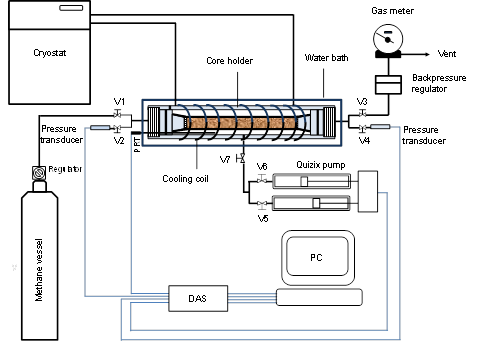 Gas meter
Cryostat
Vent
Core holder
Water bath
Backpressure
regulator
V1
V3
Pressure
transducer
V2
V4
Pressure
transducer
PRT
V7
V6
Quizix pump
Regulator
Cooling coil
V5
Methane vessel
PC
DAS